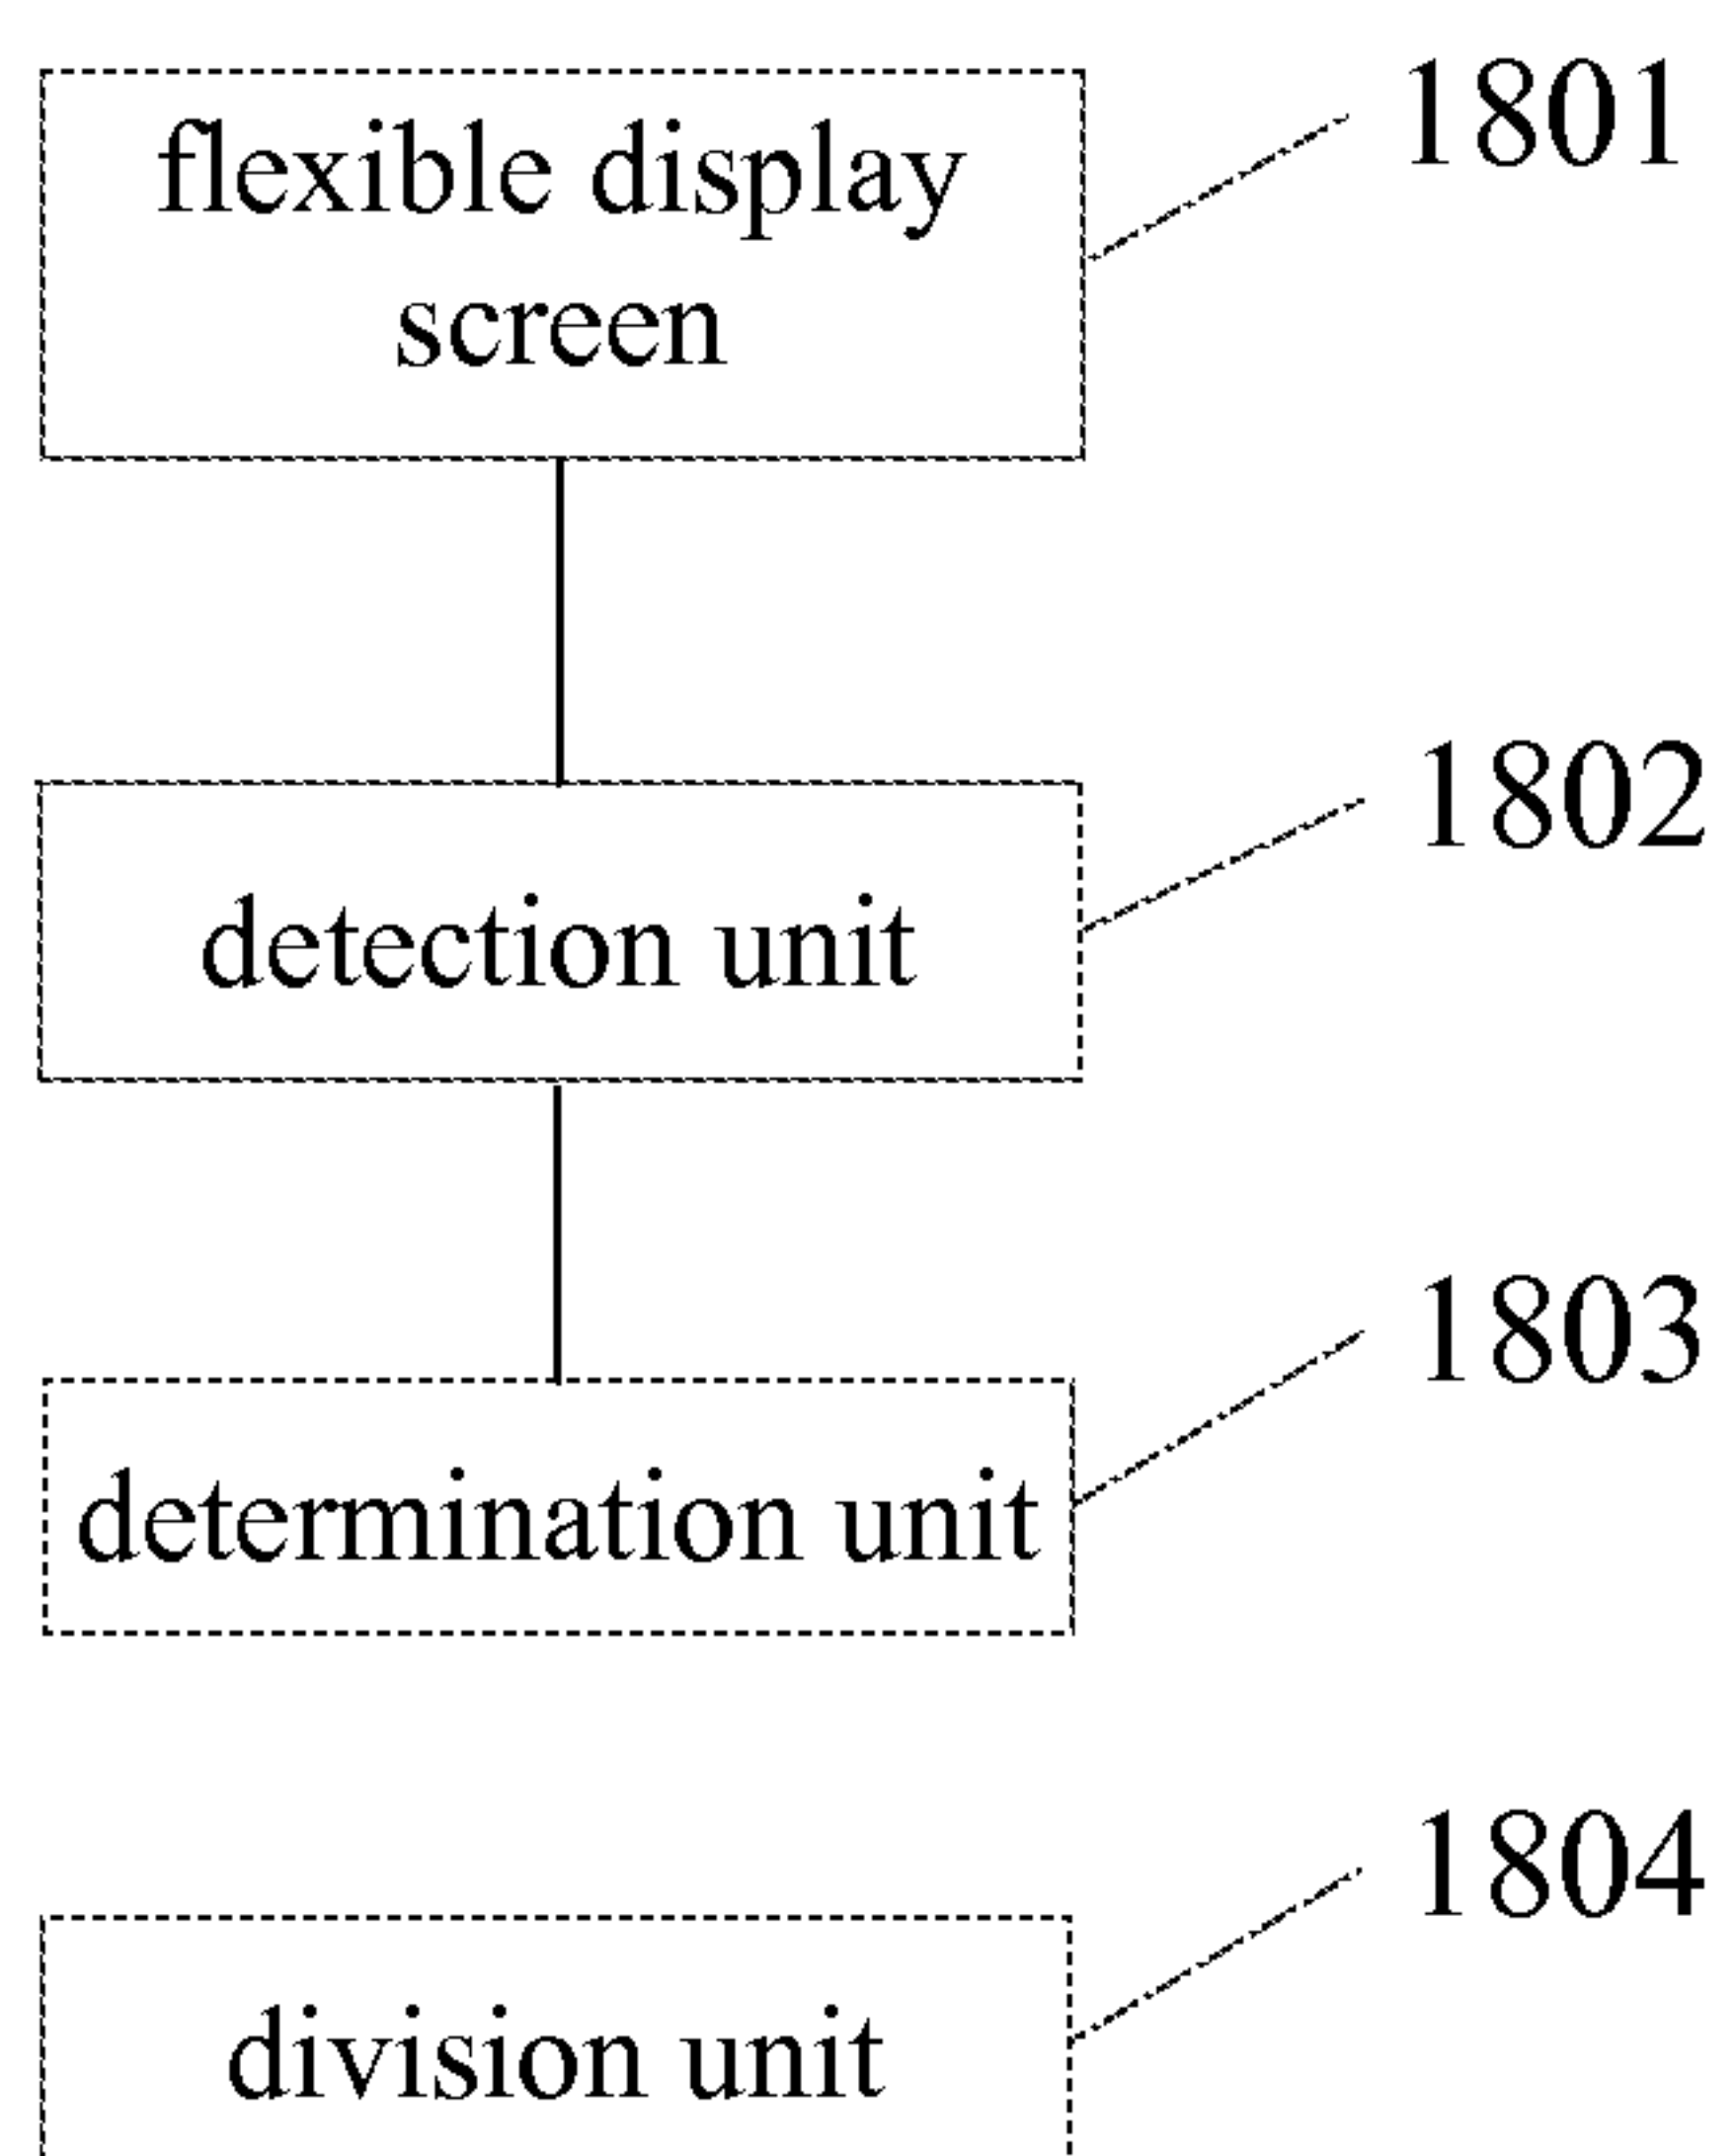 flexible display
screen
1801
detection unit
1802
determination unit
1803
division unit
1804